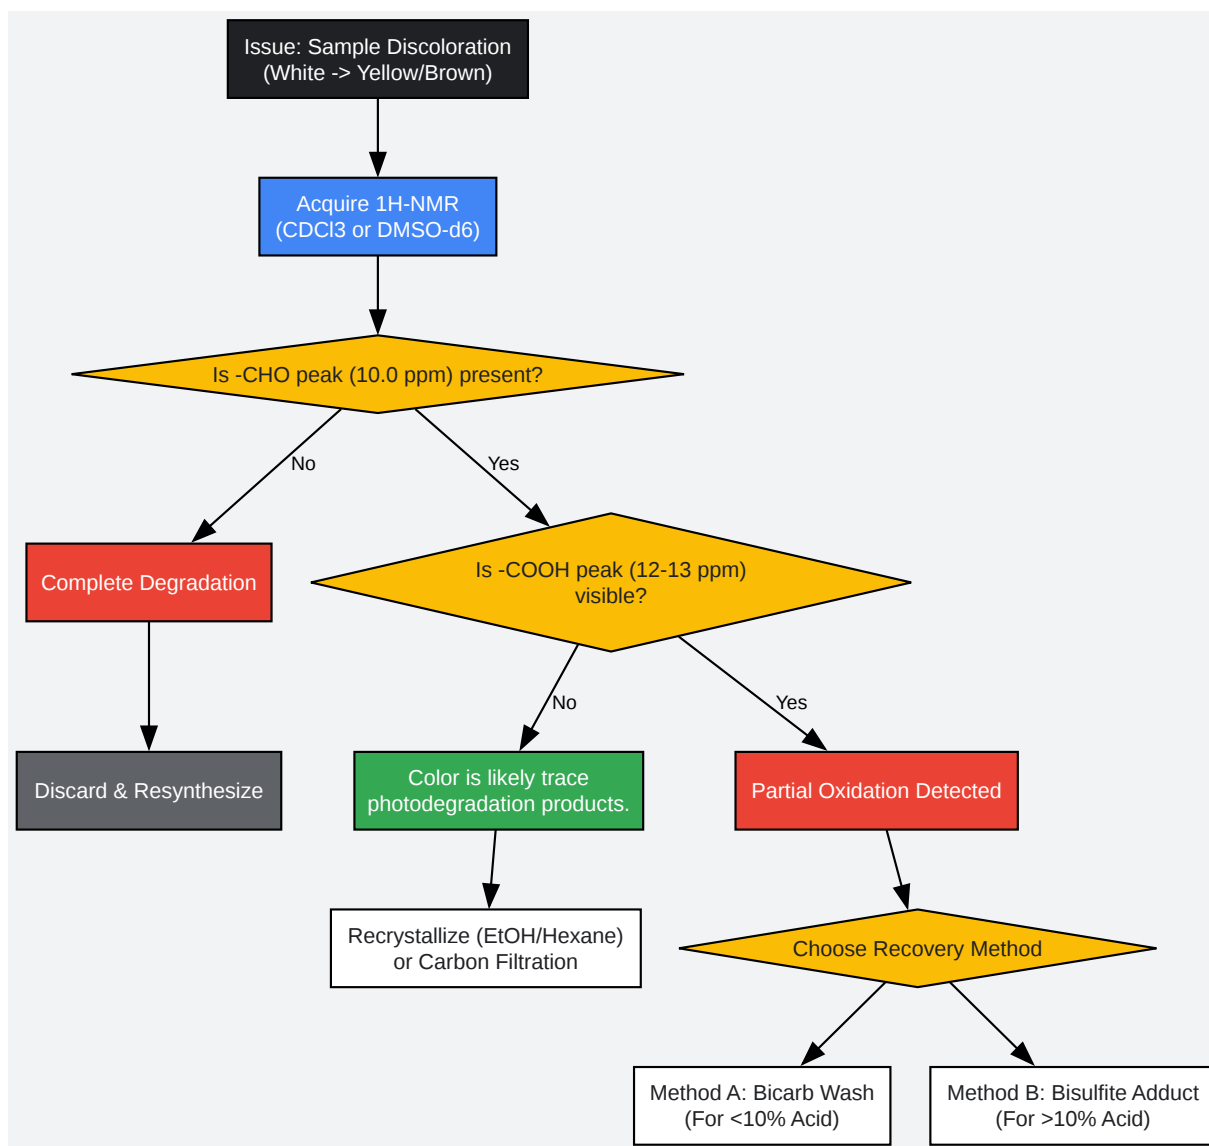 Issue: Sample Discoloration
(White -> Yellow/Brown)
Acquire 1H-NMR
(CDCl3 or DMSO-d6)
Is -CHO peak (10.0 ppm) present?
No
Yes
Complete Degradation
Is -COOH peak (12-13 ppm)
visible?
No
Yes
Discard & Resynthesize
Color is likely trace
photodegradation products.
Partial Oxidation Detected
Recrystallize (EtOH/Hexane)
or Carbon Filtration
Choose Recovery Method
Method A: Bicarb Wash
(For <10% Acid)
Method B: Bisulfite Adduct
(For >10% Acid)